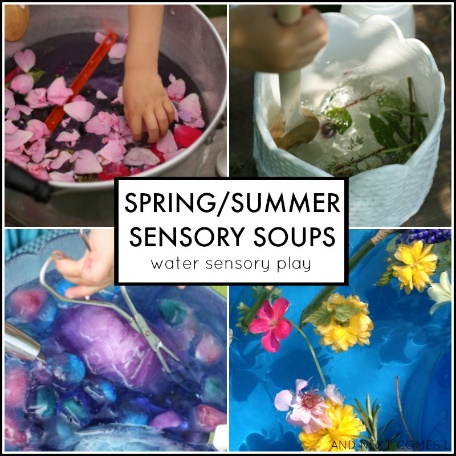 SPRING/SUMMER
SENSORY SOUPS
water sensory play
AND NEXT COMES L